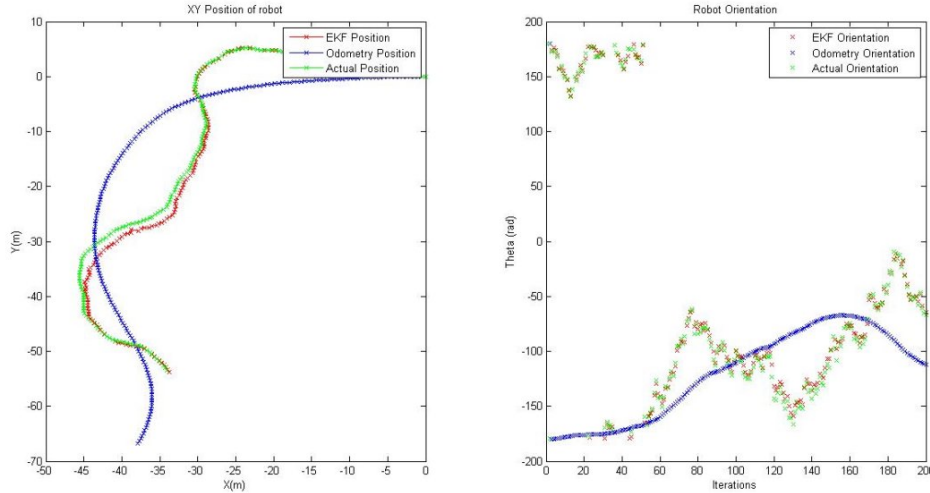 XY Position of robot
10
0
-10
-20
-30
-40
-50
-60
-70
Y(m)
-50 -45 -40 -35 -30 -25 -20 -15 -10 -5 0
X(m)
EKF Position
Odometry Position
Actual Position
Robot Orientation
200
150
100
50
0
-50
-100
-150
-200
Theta (rad)
0 20 40 60 80 100 120 140 160 180 200
Iterations
EKF Orientation
Odometry Orientation
Actual Orientation